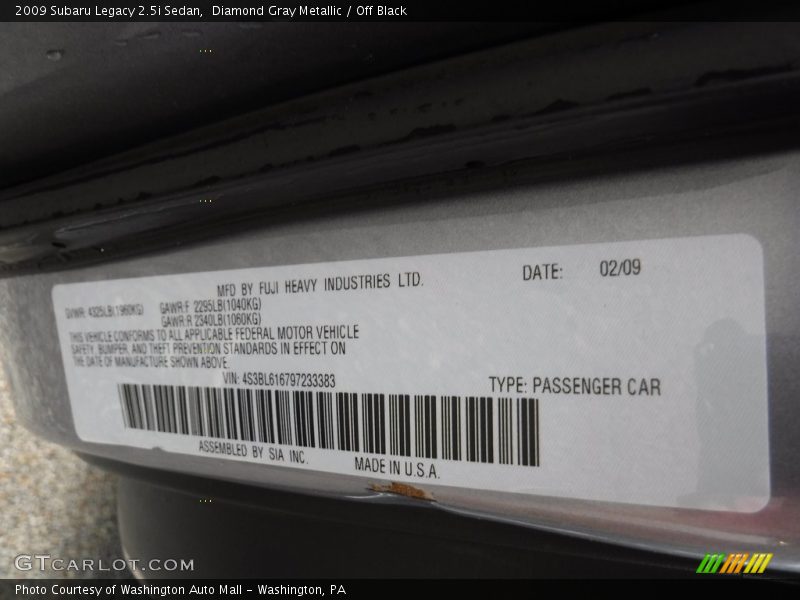 2009 Subaru Legacy 2.5i Sedan, Diamond Gray Metallic / Off Black
MFD BY FUJI HEAVY INDUSTRIES LTD. DATE: 02/09
GVWR: 4325LB(1960KG) GAWR:F 2295LB(1040KG)
GAWR:R 2340LB(1060KG)
THIS VEHICLE CONFORMS TO ALL APPLICABLE FEDERAL MOTOR VEHICLE
SAFETY, BUMPER, AND THEFT PREVENTION STANDARDS IN EFFECT ON
THE DATE OF MANUFACTURE SHOWN ABOVE.
VIN: 4S3BL616797233383 TYPE: PASSENGER CAR
ASSEMBLED BY SIA INC. MADE IN U.S.A.
GTCARLOT.COM
Photo Courtesy of Washington Auto Mall - Washington, PA